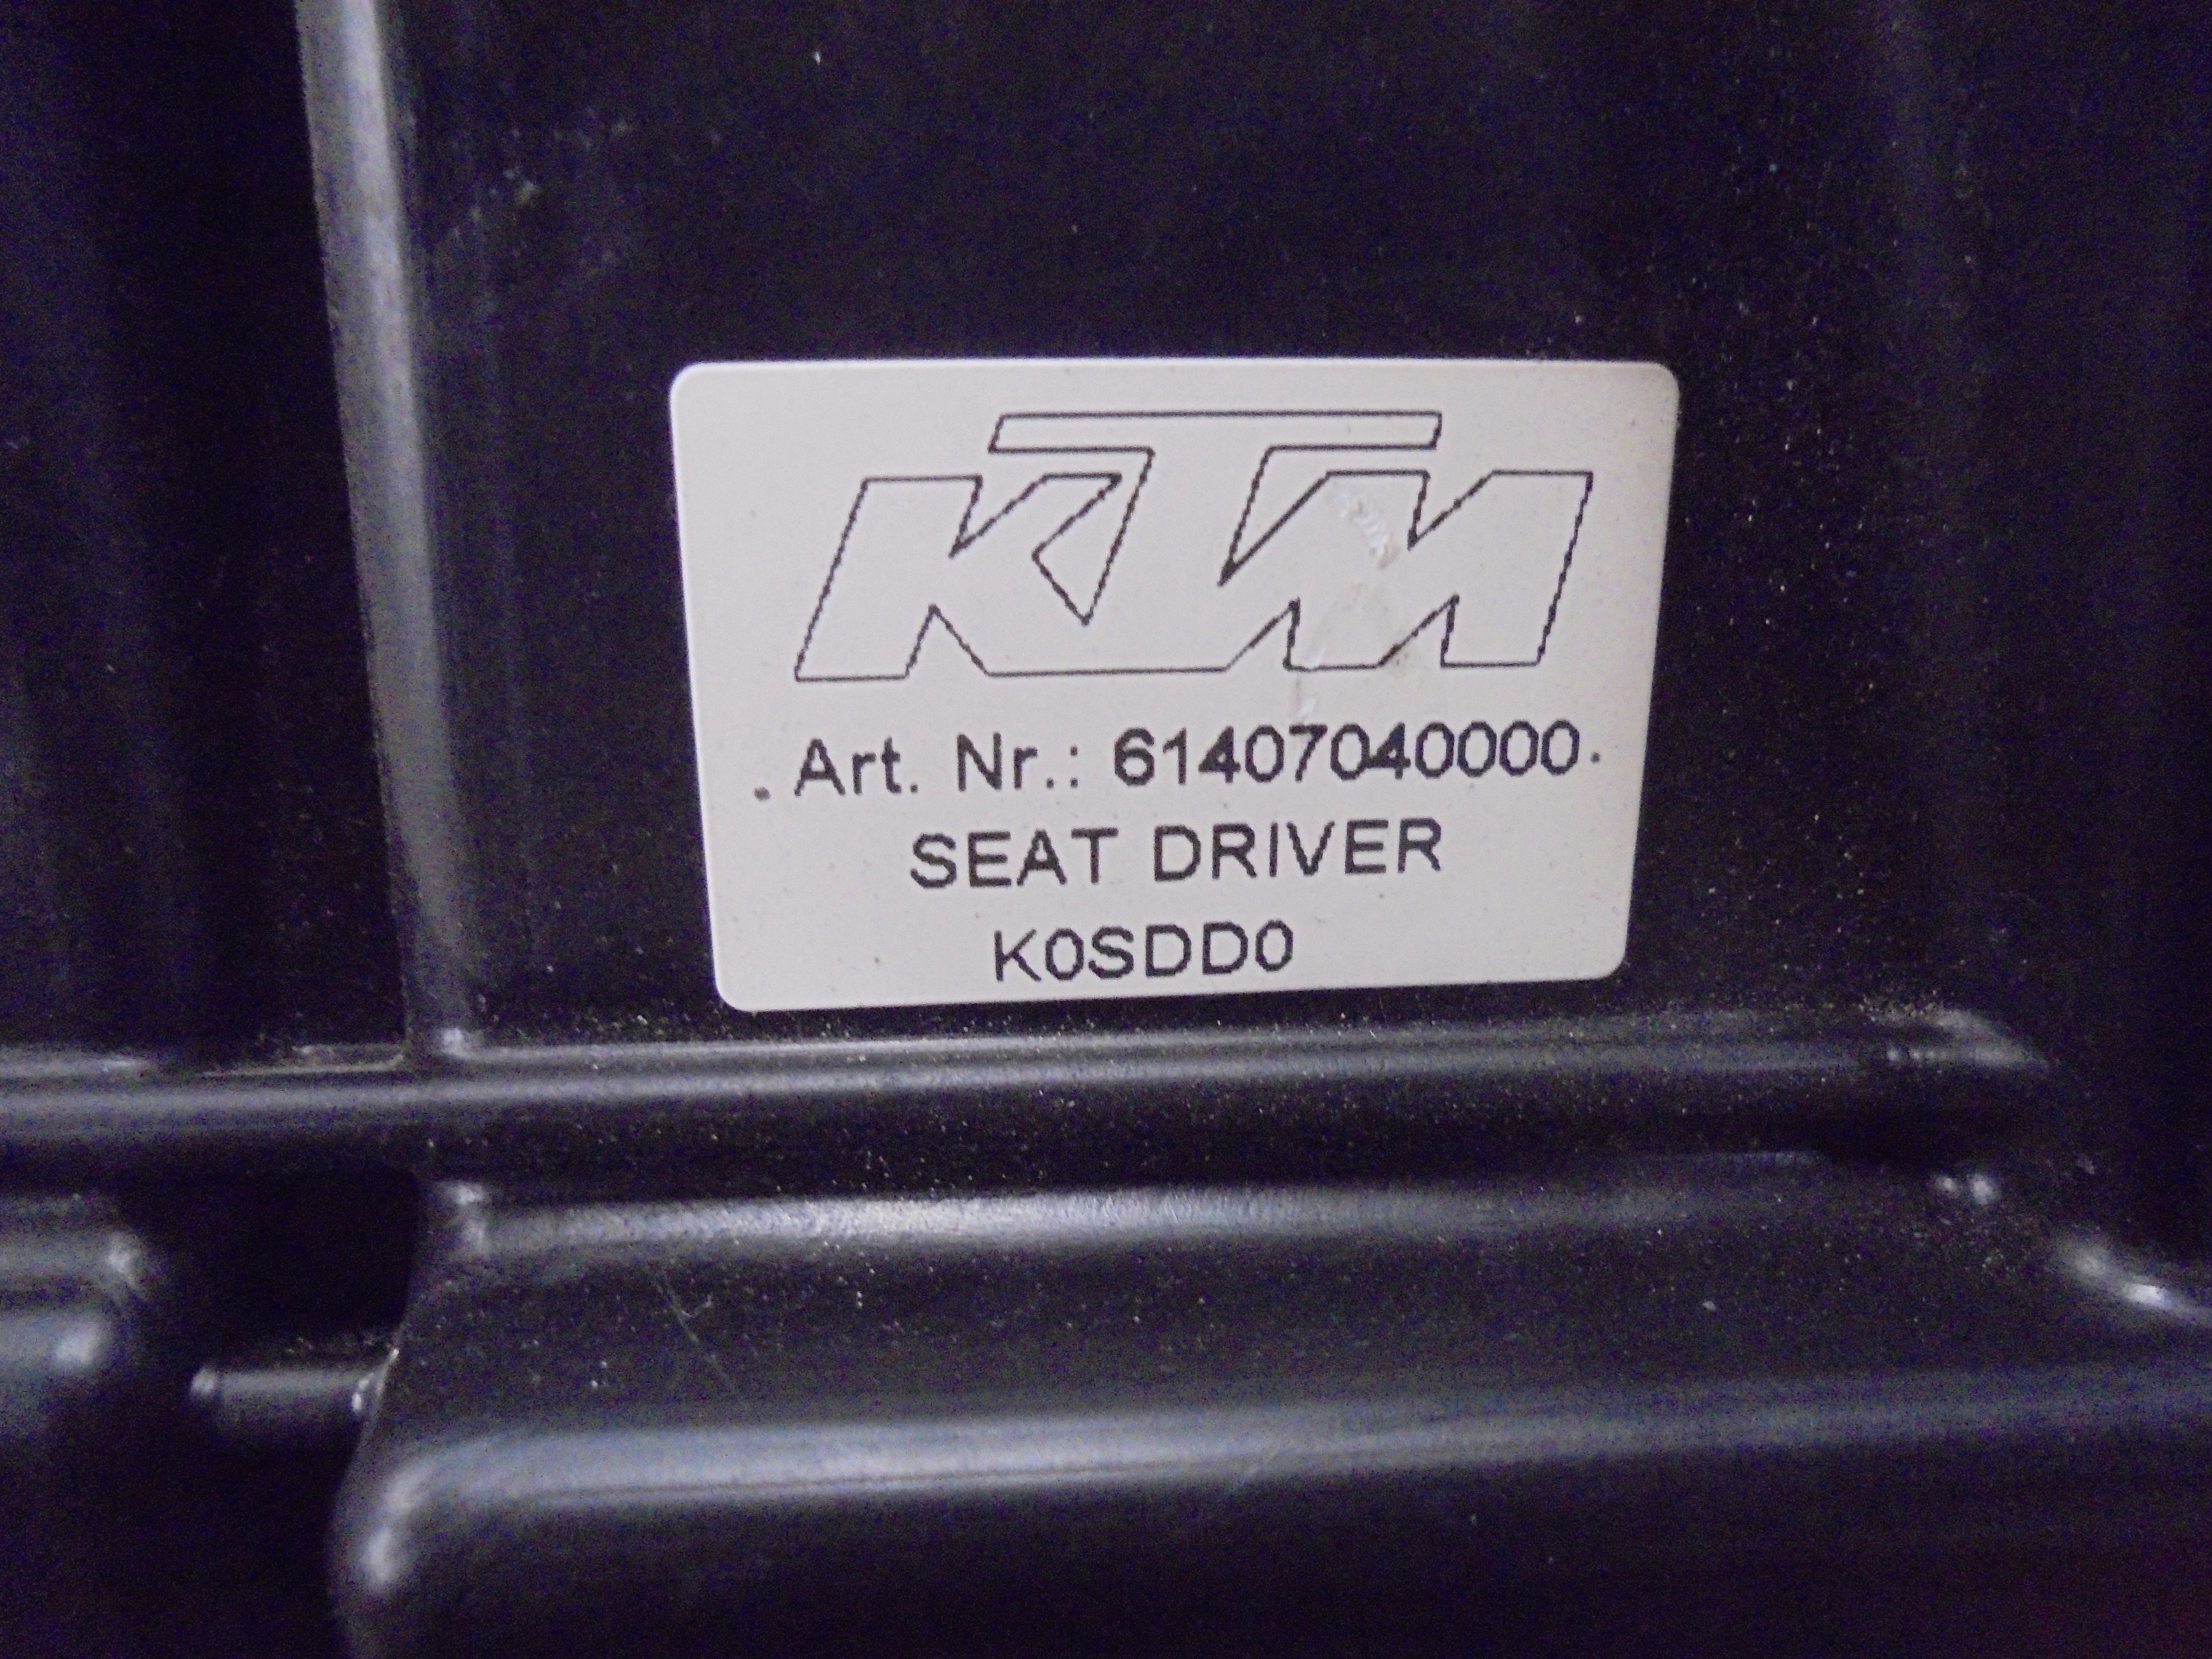 KTM
Art. Nr.: 61407040000
SEAT DRIVER
K0SDD0